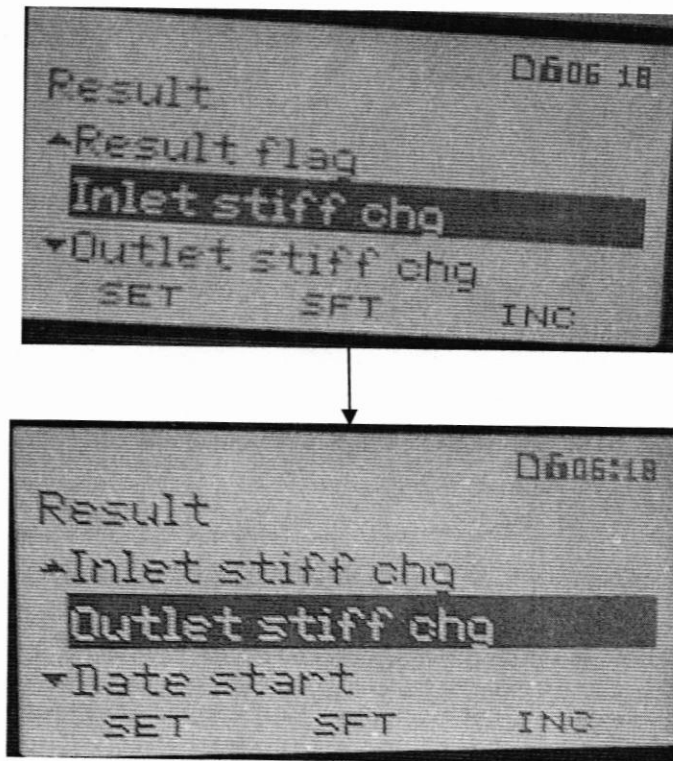 06 18
Result
▲Result flag
Inlet stiff chg
▼Outlet stiff chg
SET SFT INC
06:18
Result
▲Inlet stiff chg
Outlet stiff chg
▼Date start
SET SFT INC